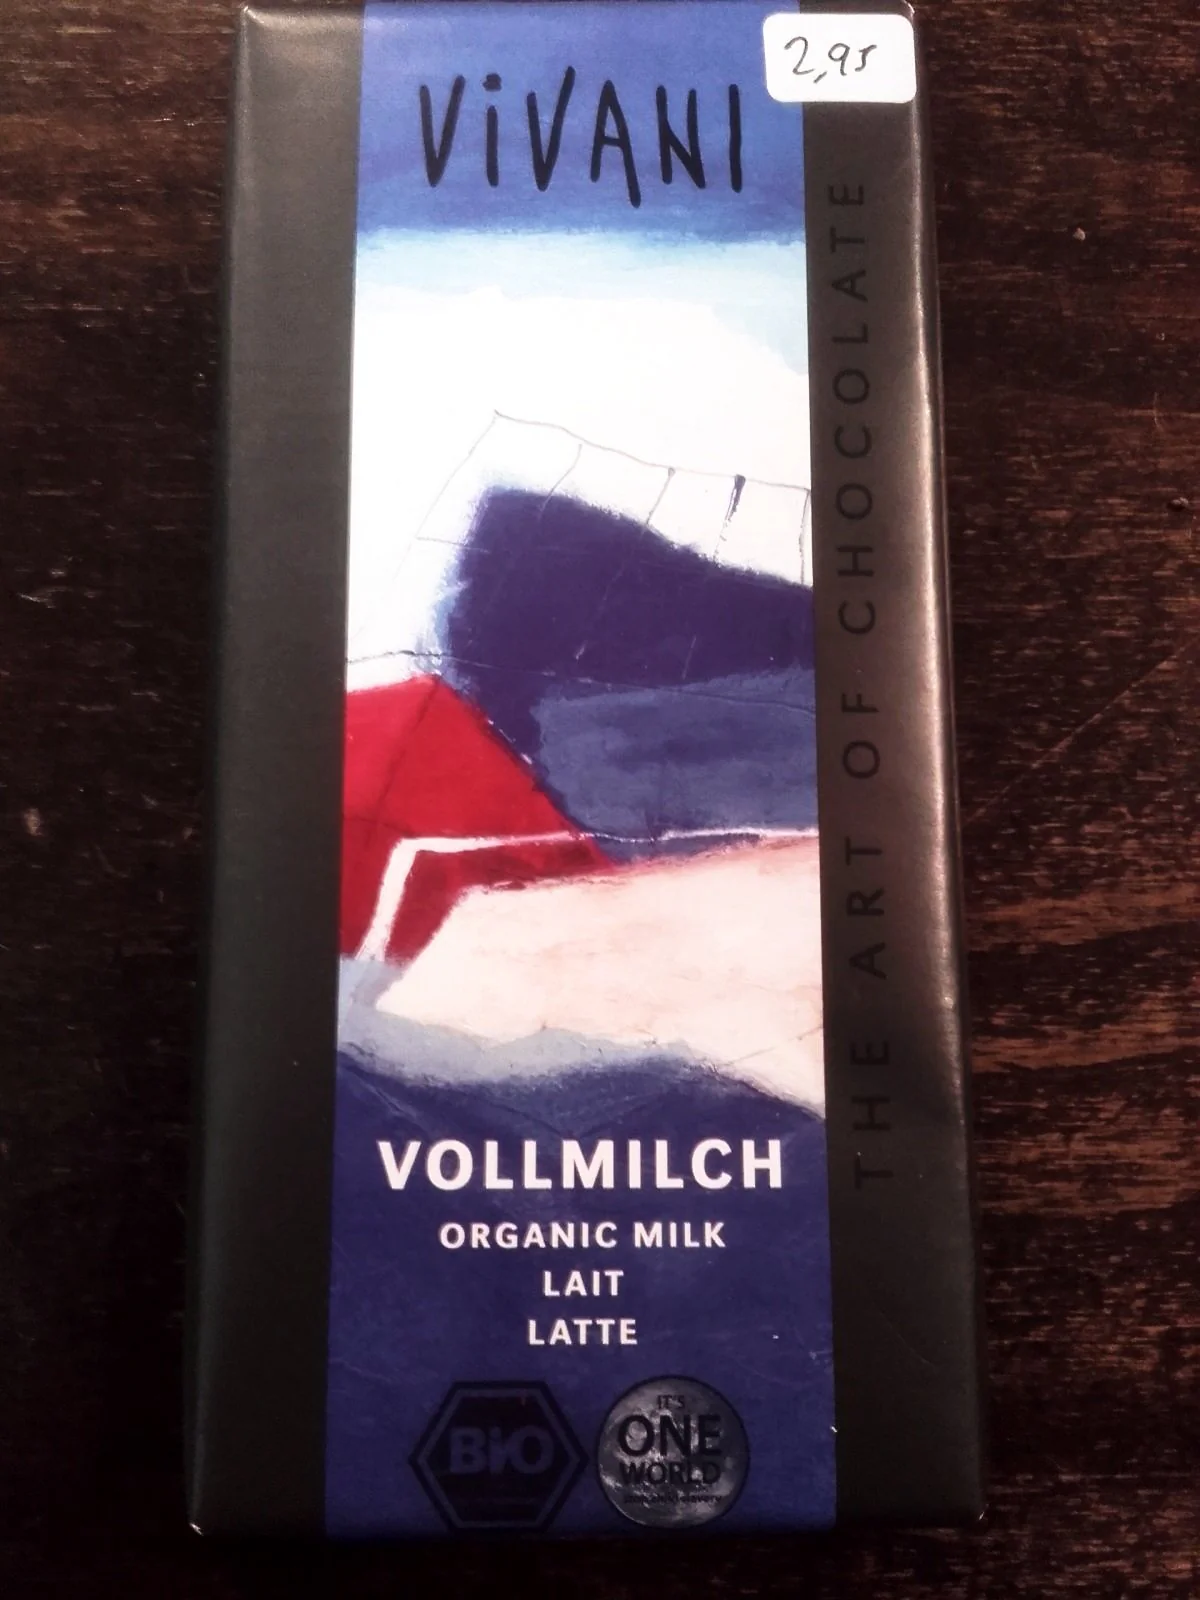 ViVANI
2,95
THE ART OF CHOCOLATE
VOLLMILCH
ORGANIC MILK
LAIT
LATTE
BIO
IT'S
ONE
WORLD